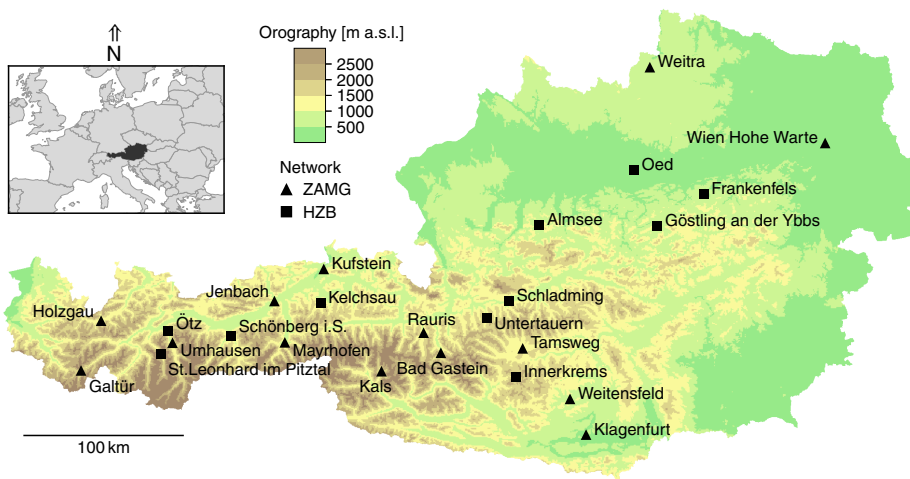 ⇑
N
Orography [m a.s.l.]
2500
2000
1500
1000
500
Network
ZAMG
HZB
Weitra
Wien Hohe Warte
Oed
Frankenfels
Almsee
Göstling an der Ybbs
Kufstein
Jenbach
Kelchsau
Schladming
Holzgau
Ötz
Schönberg i.S.
Rauris
Untertauern
Umhausen
Mayrhofen
Tamsweg
St.Leonhard im Pitztal
Bad Gastein
Galtür
Kals
Innerkrems
Weitensfeld
Klagenfurt
100 km